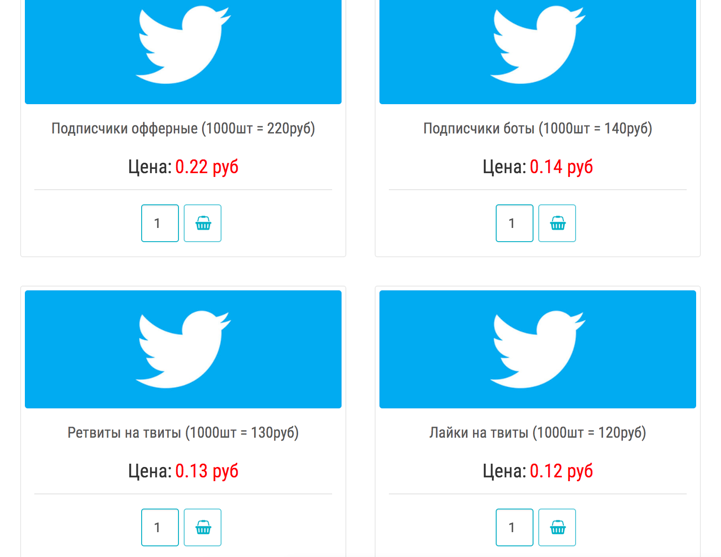 Подписчики офферные (1000шт = 220руб)
Цена: 0.22 руб
1
Подписчики боты (1000шт = 140руб)
Цена: 0.14 руб
1
Ретвиты на твиты (1000шт = 130руб)
Цена: 0.13 руб
1
Лайки на твиты (1000шт = 120руб)
Цена: 0.12 руб
1